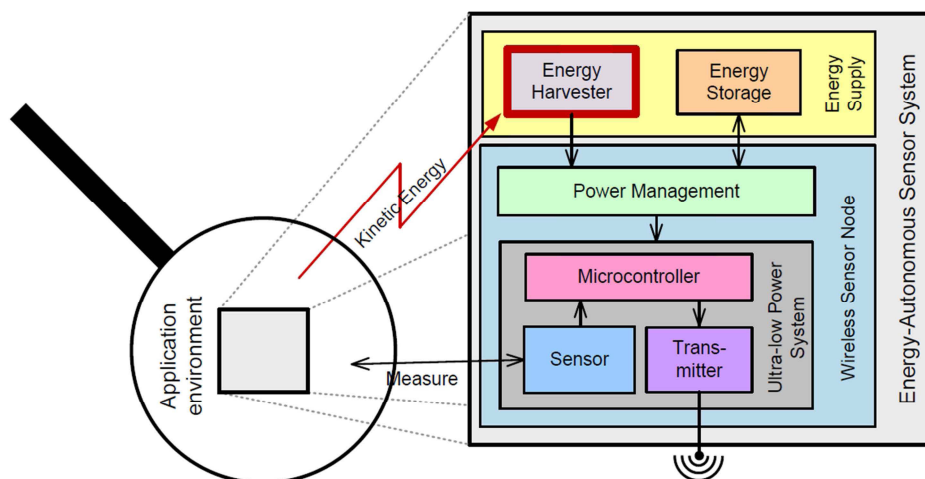 Energy
Harvester
Energy
Storage
Energy
Supply
Energy-Autonomous Sensor System
Kinetic Energy
Power Management
Wireless Sensor Node
Microcontroller
Ultra-low Power
System
Application
environment
Measure
Sensor
Trans-
mitter